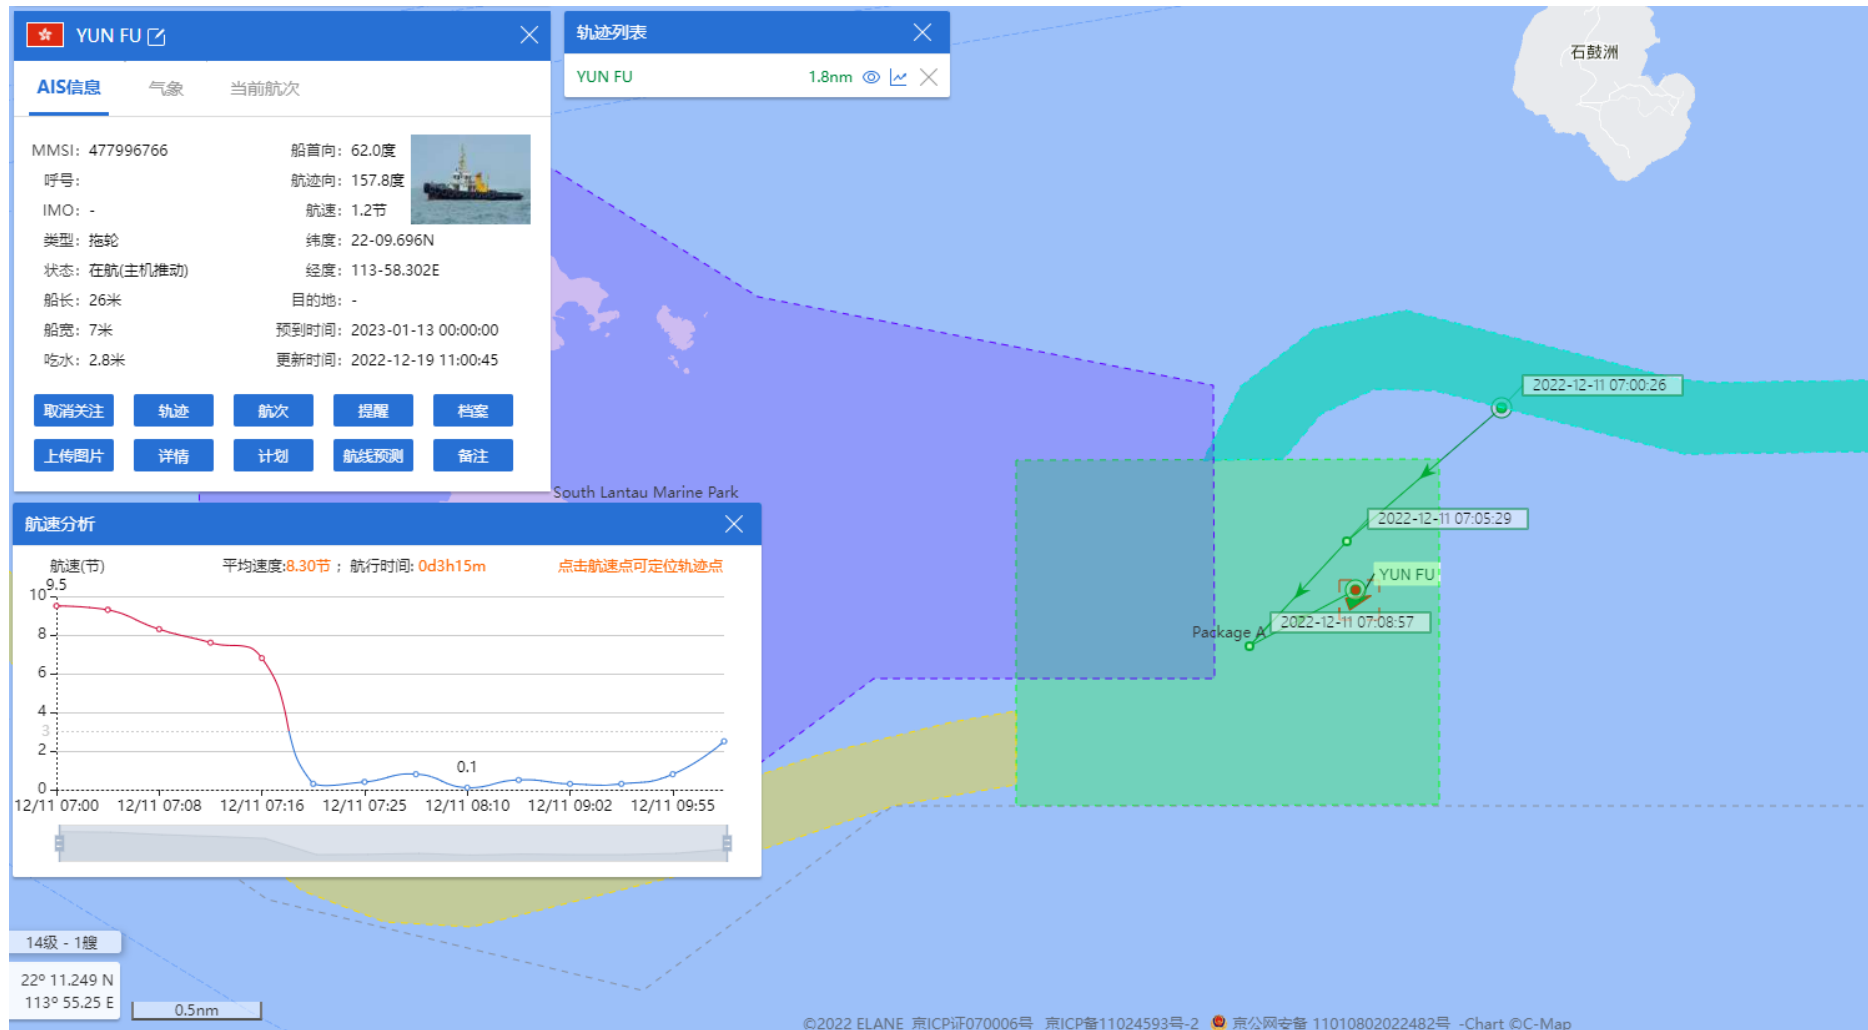 YUN FU
AIS信息 气象 当前航次
MMSI: 477996766 船首向: 62.0度
呼号: 航迹向: 157.8度
IMO: - 航速: 1.2节
类型: 拖轮 纬度: 22-09.696N
状态: 在航(主机推动) 经度: 113-58.302E
船长: 26米 目的地: -
船宽: 7米 预到时间: 2023-01-13 00:00:00
吃水: 2.8米 更新时间: 2022-12-19 11:00:45
取消关注 轨迹 航次 提醒 档案
上传图片 详情 计划 航线预测 备注
轨迹列表
YUN FU 1.8nm
石鼓洲
2022-12-11 07:00:26
South Lantau Marine Park
2022-12-11 07:05:29
YUN FU
2022-12-11 07:08:57
Package A
航速分析
航速(节) 平均速度:8.30节 ; 航行时间: 0d3h15m 点击航速点可定位轨迹点
9.5
10
8
6
4
3
2
0.1
0
12/11 07:00 12/11 07:08 12/11 07:16 12/11 07:25 12/11 08:10 12/11 09:02 12/11 09:55
14级 - 1艘
22º 11.249 N
113º 55.25 E
0.5nm
©2022 ELANE 京ICP证070006号 京ICP备11024593号-2 京公网安备 11010802022482号 -Chart ©C-Map